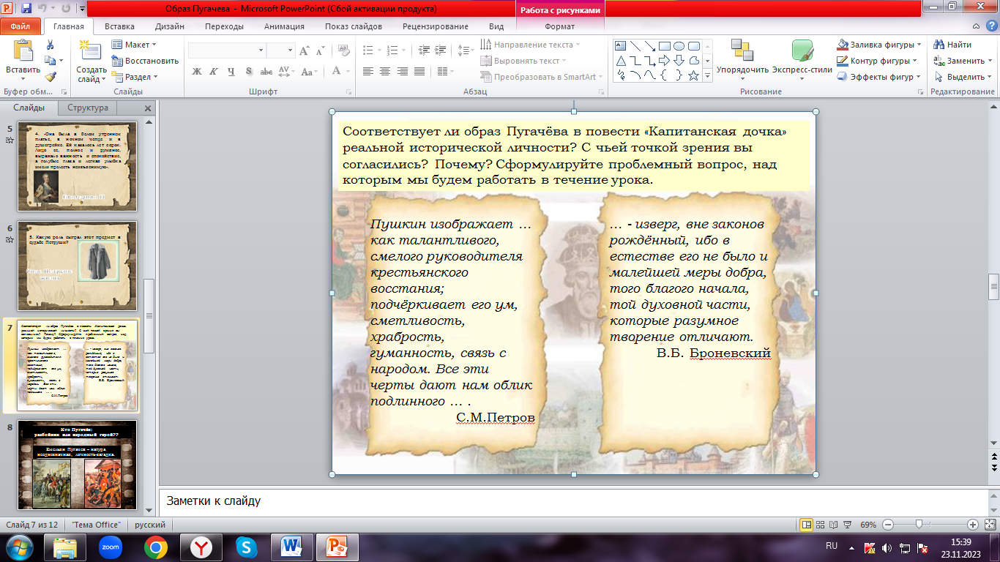 Образ Пугачева - Microsoft PowerPoint (Сбой активации продукта)
Работа с рисунками
Файл
Главная
Вставка
Дизайн
Переходы
Анимация
Показ слайдов
Рецензирование
Вид
Формат
Вставить
Буфер обм...
Создать
слайд
Макет
Восстановить
Раздел
Слайды
Ж К Ч S abc AV Aa A
Шрифт
Направление текста
Выровнять текст
Преобразовать в SmartArt
Абзац
Упорядочить
Экспресс-стили
Заливка фигуры
Контур фигуры
Эффекты фигур
Рисование
Найти
Заменить
Выделить
Редактирование
Слайды
Структура
5
4. «Она была в белом утреннем
платье, в ночном чепце и в
душегрейке. Ей казалось лет сорок.
Лицо ее, полное и румяное,
выражало важность и спокойствие,
а голубые глаза и легкая улыбка
имели прелесть неизъяснимую».
Екатерина II
6
5. Какую роль сыграл этот предмет в
судьбе Петруши?
7
Соответствует ли образ Пугачёва в повести «Капитанская дочка»
реальной исторической личности? С чьей точкой зрения вы
согласились? Почему? Сформулируйте проблемный вопрос, над
которым мы будем работать в течение урока.
Пушкин изображает ...
как талантливого,
смелого руководителя
крестьянского
восстания;
подчёркивает его ум,
сметливость,
храбрость,
гуманность, связь с
народом. Все эти
черты дают нам облик
подлинного ... .
С.М.Петров
... - изверг, вне законов
рождённый, ибо в
естестве его не было и
малейшей меры добра,
того благого начала,
той духовной части,
которые разумное
творение отличают.
В.Б. Броневский
8
Кто Пугачёв:
разбойник или народный герой??
Емельян Пугачев – натура
неоднозначная, личность-загадка.
Заметки к слайду
Слайд 7 из 12
"Тема Office"
русский
69%
zoom
RU
15:39
23.11.2023